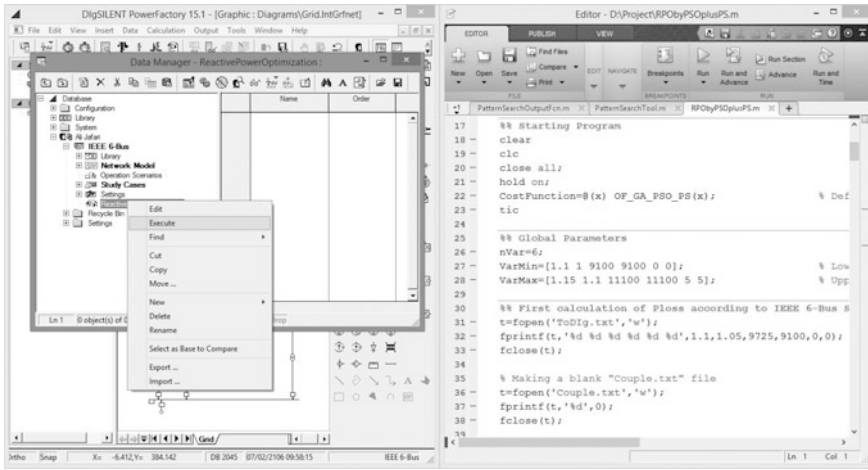 DIgSILENT PowerFactory 15.1 - [Graphic : Diagrams\Grid.IntGrfnet]
File Edit View Insert Data Calculation Output Tools Window Help
Data Manager - ReactivePowerOptimization :
Name Order
Database
Configuration
Library
System
Ali Jafari
IEEE 6-Bus
Library
Network Model
Operation Scenarios
Study Cases
Settings
Reactive
Recycle Bin
Settings
Edit
Execute
Find
Cut
Copy
Move ...
New
Delete
Rename
Select as Base to Compare
Export ...
Import ...
Ln 1 0 object(s) of
Grid
Ortho Snap X= -6.412,Y= 384.142 DB 2045 07/02/2106 09:58:15 IEEE 6-Bus
Editor - D:\Project\RPObyPSOplusPS.m
EDITOR PUBLISH VIEW
New Open Save
Find Files
Compare
Print
EDIT NAVIGATE Breakpoints Run Run and Advance
Run Section
Advance
Run and Time
FILE BREAKPOINTS RUN
PatternSearchOutputFcn.m PatternSearchTool.m RPObyPSOplusPS.m
17 %% Starting Program
18 clear
19 clc
20 close all;
21 hold on;
22 CostFunction=@(x) OF_GA_PSO_PS(x); % Def
23 tic
24
25 %% Global Parameters
26 nVar=6;
27 VarMin=[1.1 1 9100 9100 0 0]; % Low
28 VarMax=[1.15 1.1 11100 11100 5 5]; % Upp
29
30 %% First calculation of Ploss according to IEEE 6-Bus S
31 t=fopen('ToDIg.txt','w');
32 fprintf(t,'%d %d %d %d %d %d',1.1,1.05,9725,9100,0,0);
33 fclose(t);
34
35 % Making a blank "Couple.txt" file
36 t=fopen('Couple.txt','w');
37 fprintf(t,'%d',0);
38 fclose(t);
39
Ln 1 Col 1